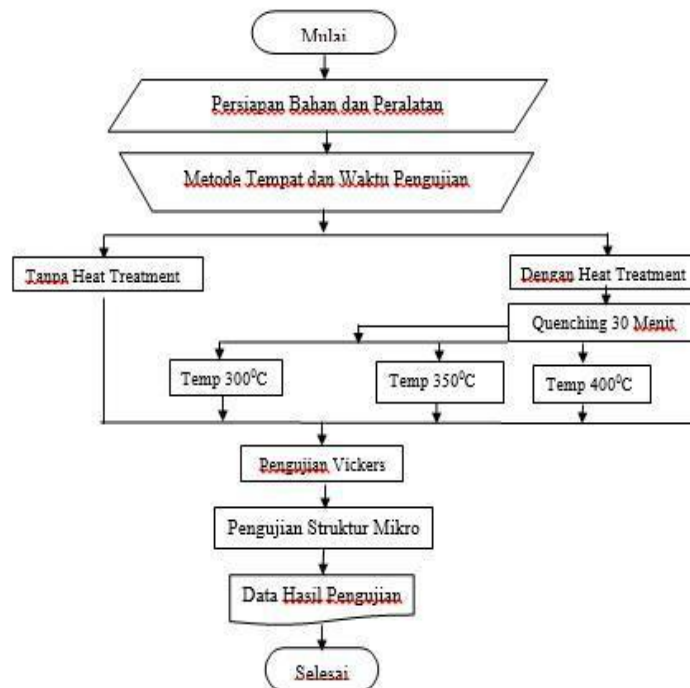 Mulai
Persiapan Bahan dan Peralatan
Metode Tempat dan Waktu Pengujian
Tanpa Heat Treatment
Dengan Heat Treatment
Quenching 30 Menit
Temp 300⁰C
Temp 350⁰C
Temp 400⁰C
Pengujian Vickers
Pengujian Struktur Mikro
Data Hasil Pengujian
Selesai